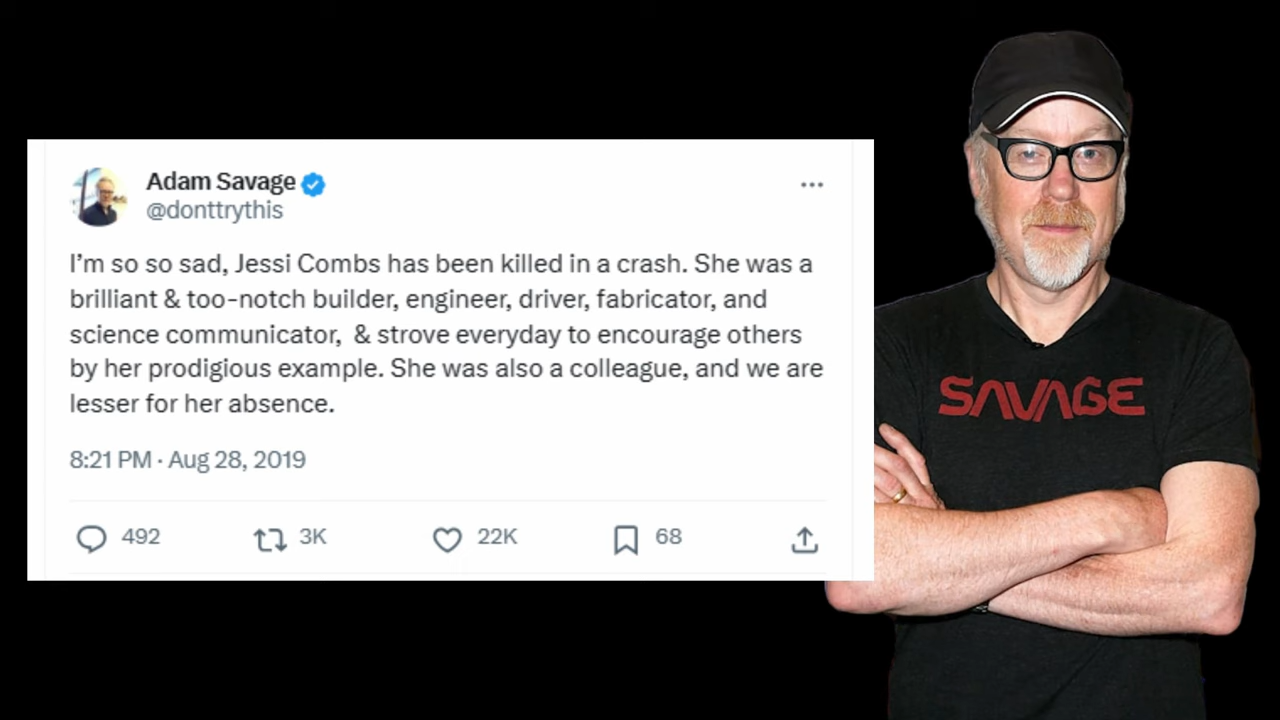 Adam Savage
@donttrythis
I’m so so sad, Jessi Combs has been killed in a crash. She was a
brilliant & too-notch builder, engineer, driver, fabricator, and
science communicator,  & strove everyday to encourage others
by her prodigious example. She was also a colleague, and we are
lesser for her absence.
8:21 PM · Aug 28, 2019
492 3K 22K 68
SAVAGE